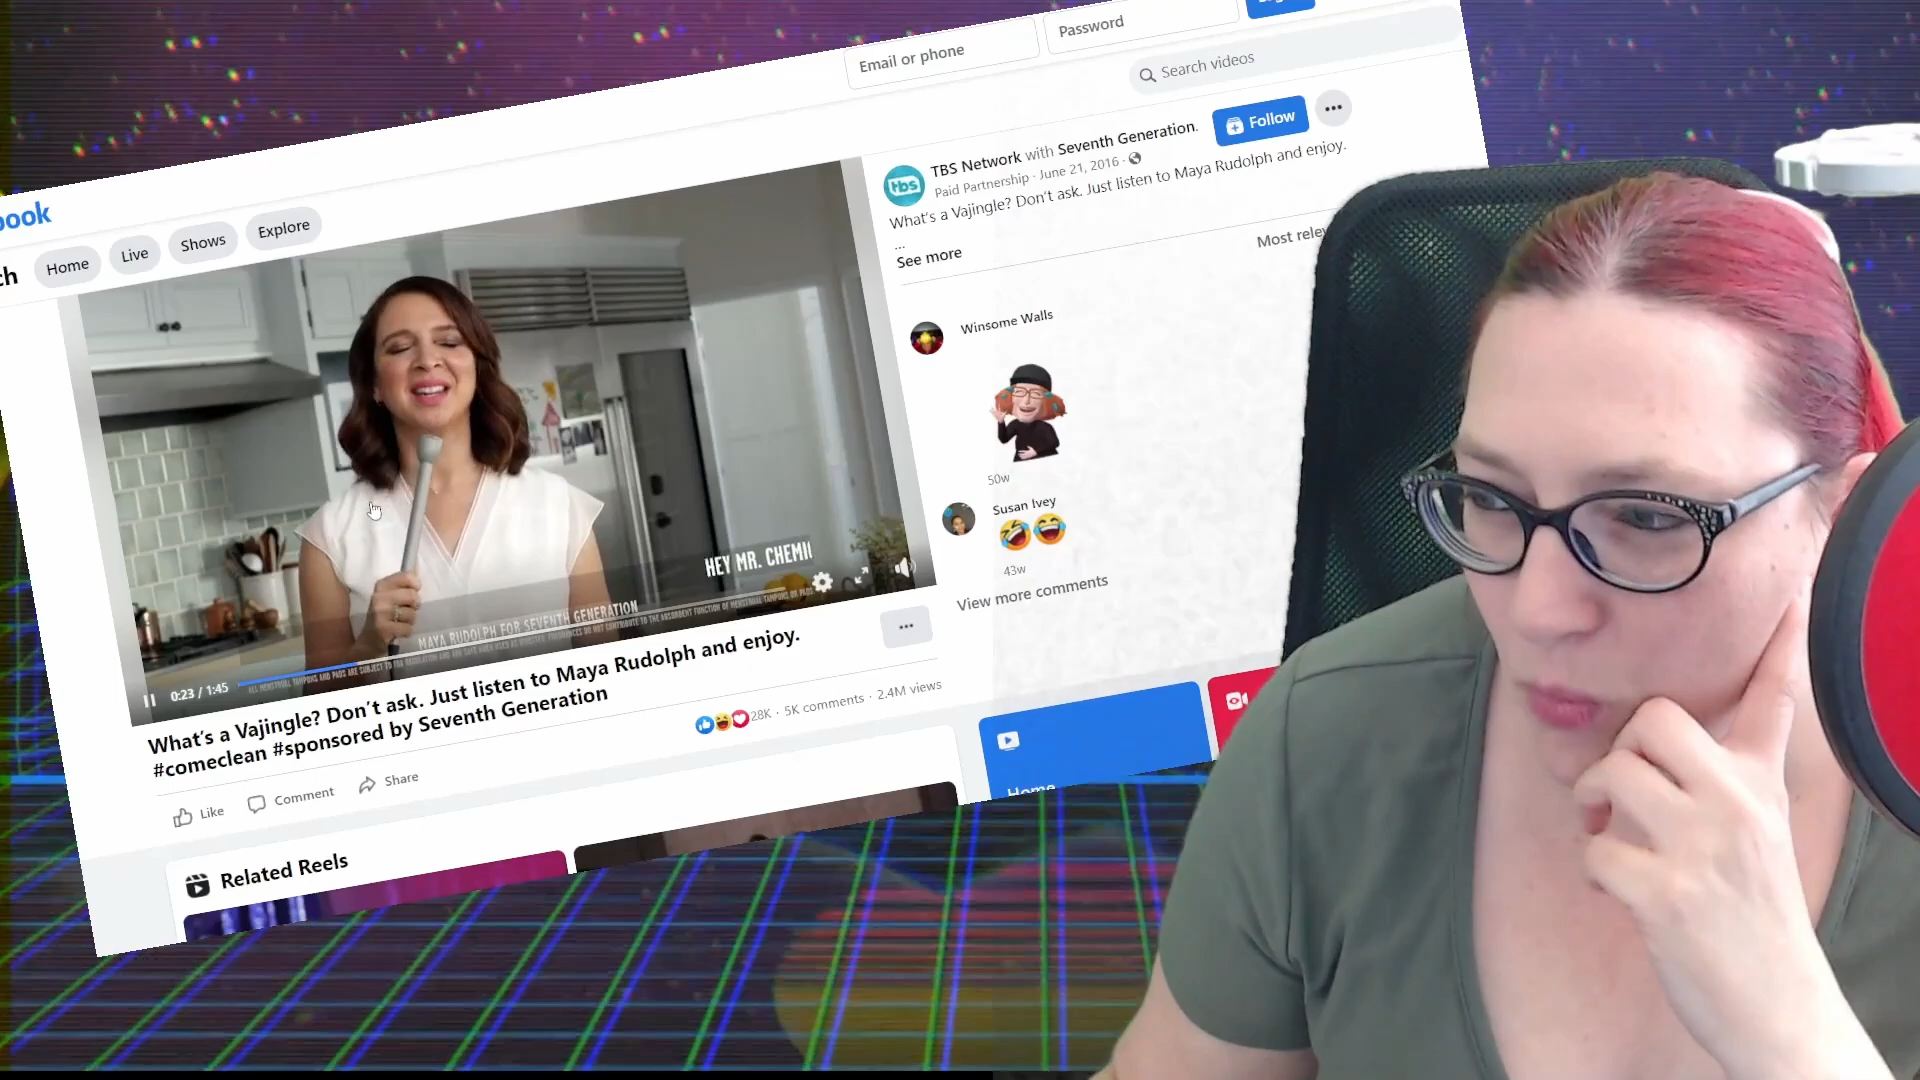 Email or phone
Password
Search videos
book
ch
Home
Live
Shows
Explore
tbs
TBS Network with Seventh Generation.
Paid Partnership · June 21, 2016 ·
Follow
What's a Vajingle? Don't ask. Just listen to Maya Rudolph and enjoy.
...
See more
Most relev
Winsome Walls
50w
Susan Ivey
43w
View more comments
HEY MR. CHEMI
MAYA RUDOLPH FOR SEVENTH GENERATION
0:23 / 1:45
What's a Vajingle? Don't ask. Just listen to Maya Rudolph and enjoy.
#comeclean #sponsored by Seventh Generation
28K · 5K comments · 2.4M views
Like
Comment
Share
Home
Related Reels